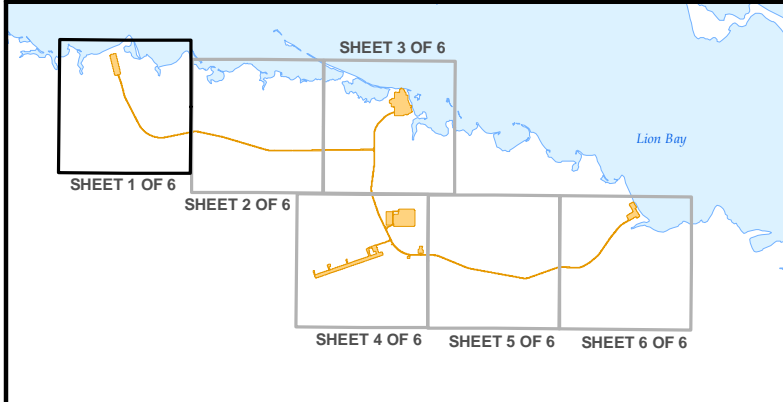 SHEET 3 OF 6
Lion Bay
SHEET 1 OF 6
SHEET 2 OF 6
SHEET 4 OF 6
SHEET 5 OF 6
SHEET 6 OF 6